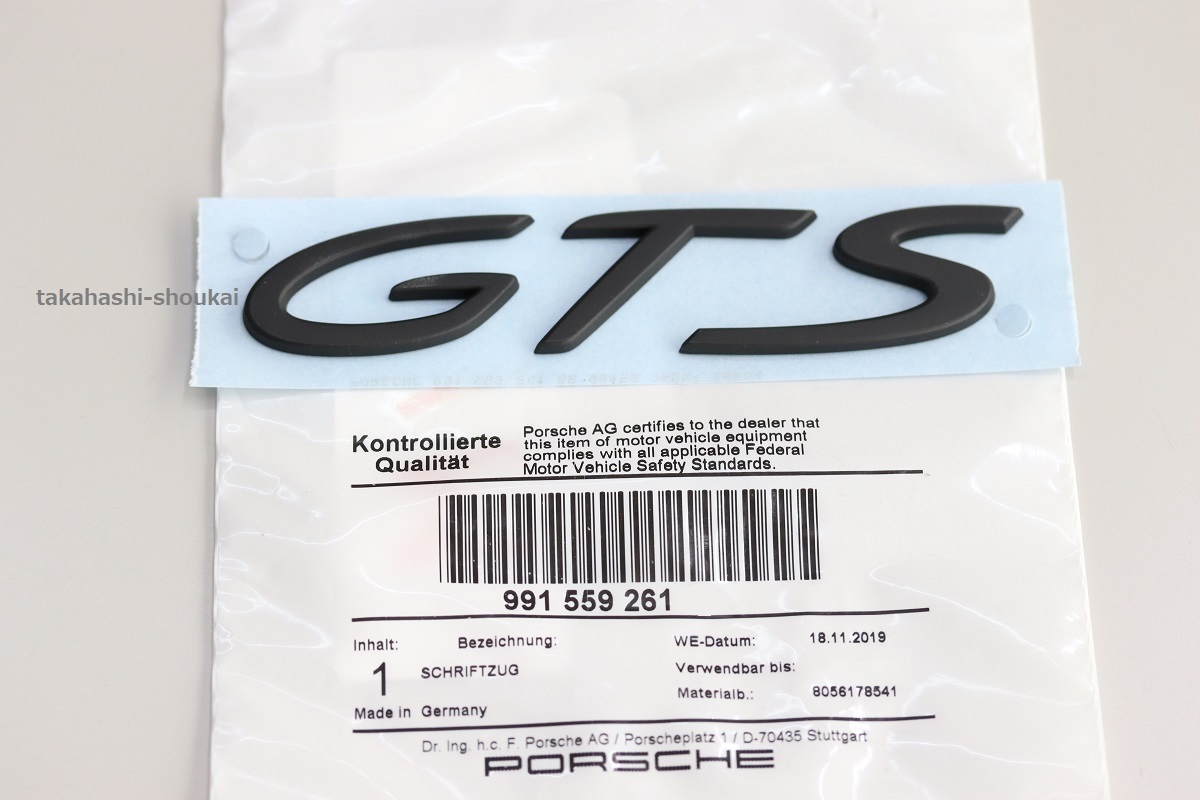 GTS
takahashi-shoukai
Kontrollierte
Qualität
Porsche AG certifies to the dealer that
this item of motor vehicle equipment
complies with all applicable Federal
Motor Vehicle Safety Standards.
991 559 261
Inhalt: Bezeichnung: WE-Datum: 18.11.2019
1 SCHRIFTZUG Verwendbar bis:
Materialb.: 8056178541
Made in Germany
Dr. Ing. h.c. F. Porsche AG / Porscheplatz 1 / D-70435 Stuttgart
PORSCHE